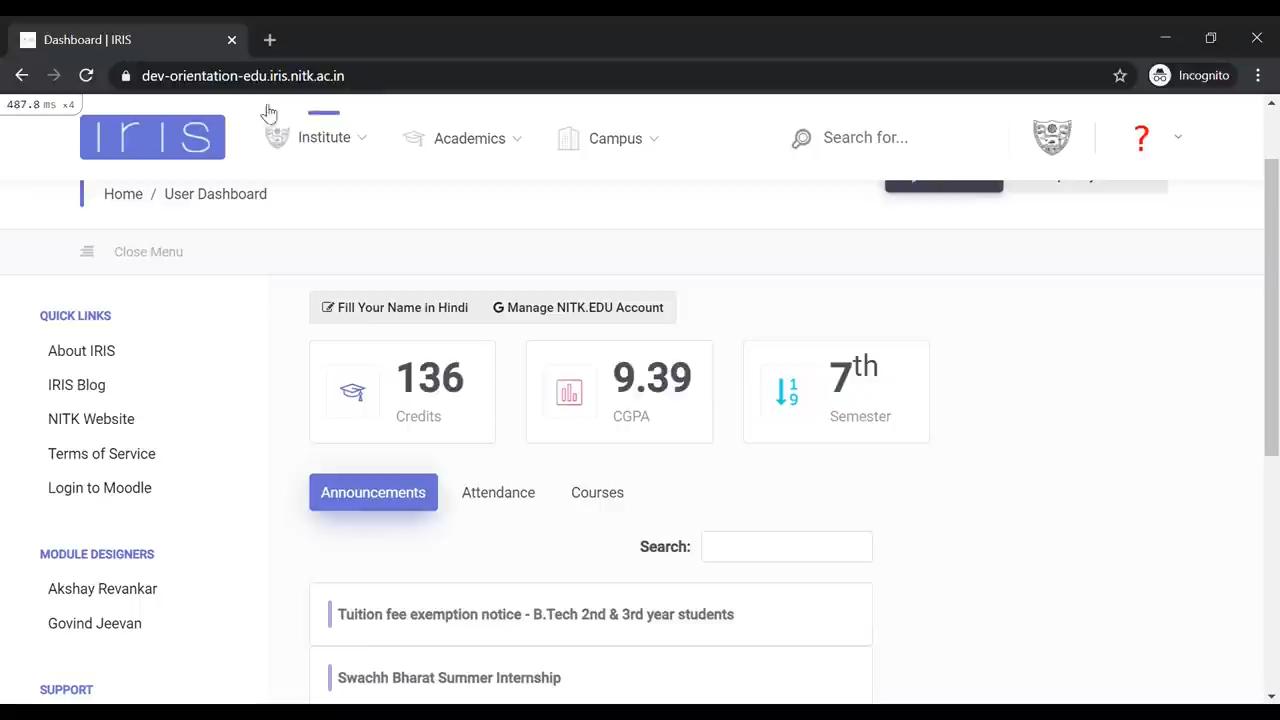 Dashboard | IRIS
dev-orientation-edu.iris.nitk.ac.in
Incognito
487.8 ms x4
iris
Institute
Academics
Campus
Search for...
?
Home / User Dashboard
Close Menu
Fill Your Name in Hindi
G Manage NITK.EDU Account
QUICK LINKS
About IRIS
IRIS Blog
NITK Website
Terms of Service
Login to Moodle
MODULE DESIGNERS
Akshay Revankar
Govind Jeevan
SUPPORT
136
Credits
9.39
CGPA
1
9
7th
Semester
Announcements
Attendance
Courses
Search:
Tuition fee exemption notice - B.Tech 2nd & 3rd year students
Swachh Bharat Summer Internship